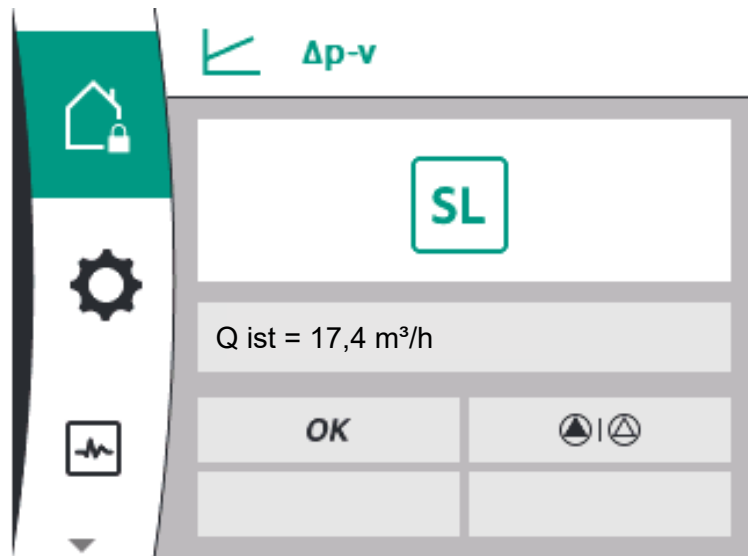 Δp-v
SL
Q ist = 17,4 m³/h
OK